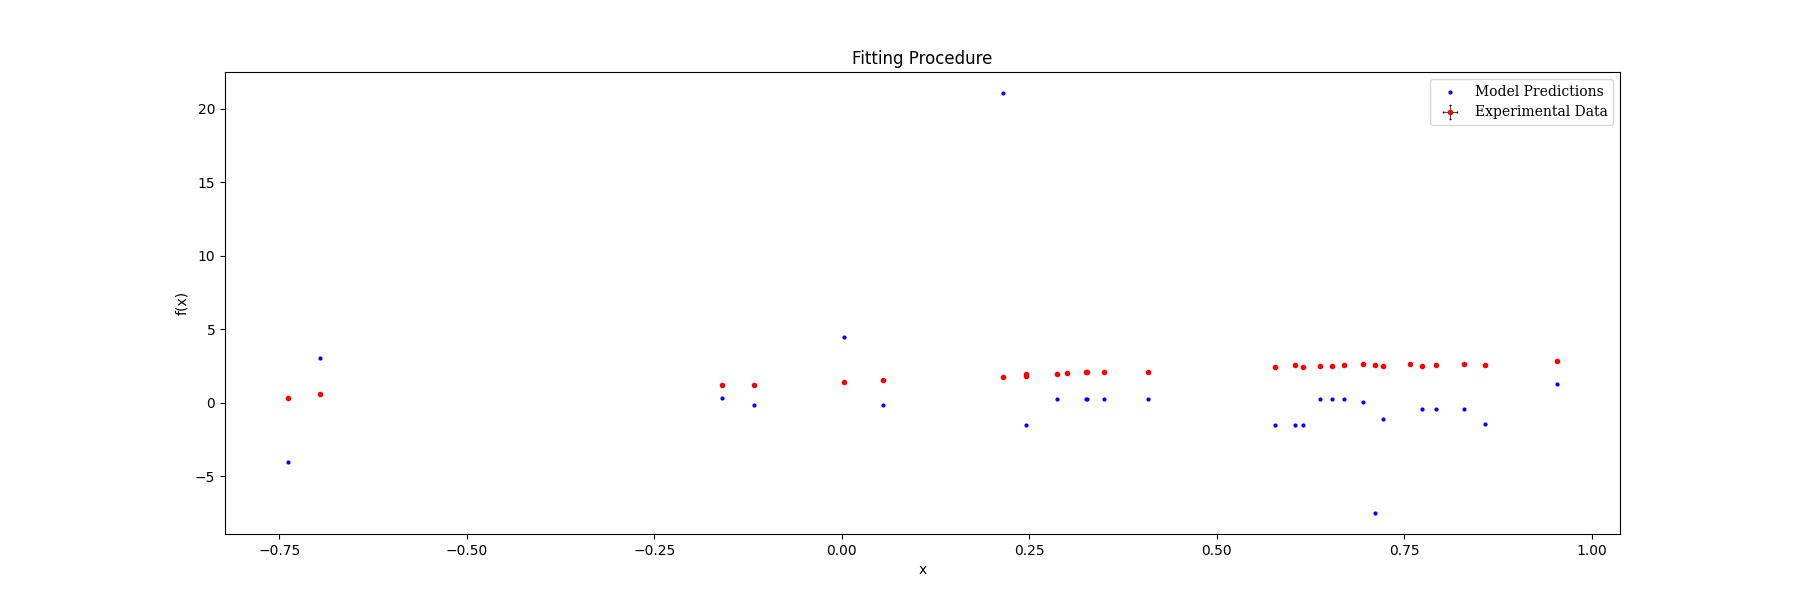 Fitting Procedure
Model Predictions
Experimental Data
20
15
10
5
0
−5
f(x)
−0.75
−0.50
−0.25
0.00
0.25
0.50
0.75
1.00
x